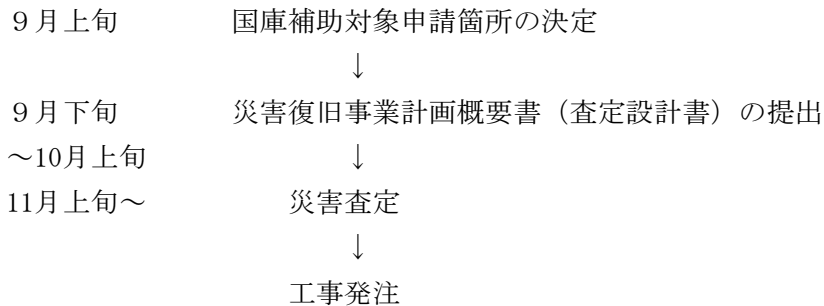 ９月上旬　国庫補助対象申請箇所の決定
↓
９月下旬　災害復旧事業計画概要書（査定設計書）の提出
～10月上旬　↓
11月上旬～　災害査定
↓
工事発注